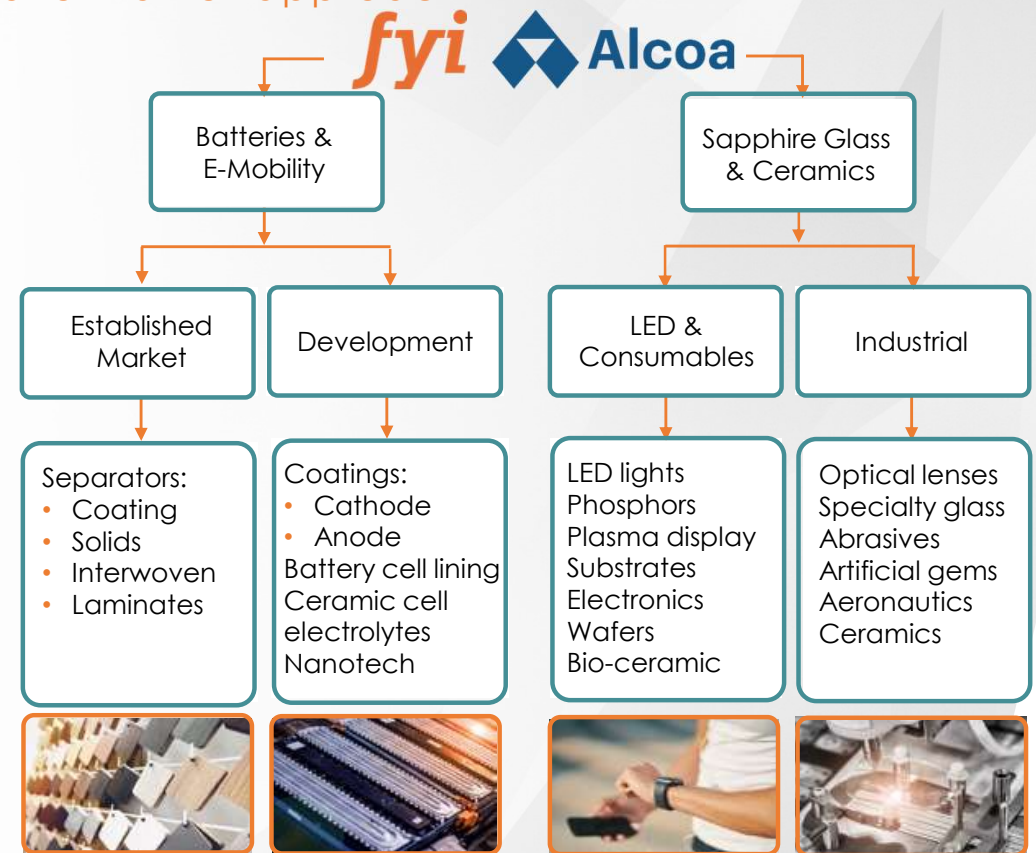 fyi Alcoa
Batteries &
E-Mobility
Sapphire Glass
& Ceramics
Established
Market
Development
LED &
Consumables
Industrial
Separators:
• Coating
• Solids
• Interwoven
• Laminates
Coatings:
• Cathode
• Anode
Battery cell lining
Ceramic cell
electrolytes
Nanotech
LED lights
Phosphors
Plasma display
Substrates
Electronics
Wafers
Bio-ceramic
Optical lenses
Specialty glass
Abrasives
Artificial gems
Aeronautics
Ceramics